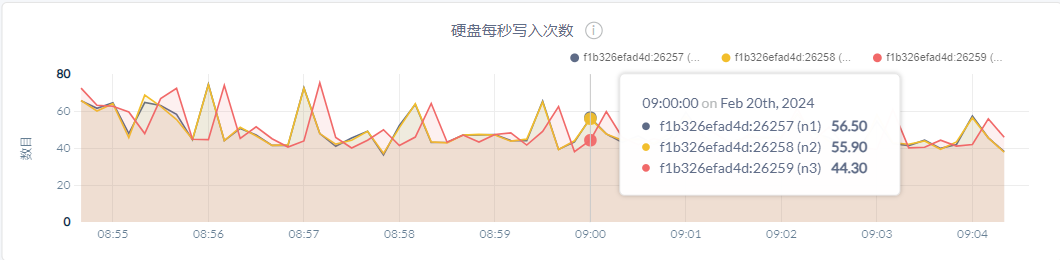 硬盘每秒写入次数 ⓘ
f1b326efad4d:26257 (... f1b326efad4d:26258 (... f1b326efad4d:26259 (...
数目
80
60
40
20
0
09:00:00 on Feb 20th, 2024
f1b326efad4d:26257 (n1) 56.50
f1b326efad4d:26258 (n2) 55.90
f1b326efad4d:26259 (n3) 44.30
08:55 08:56 08:57 08:58 08:59 09:00 09:01 09:02 09:03 09:04